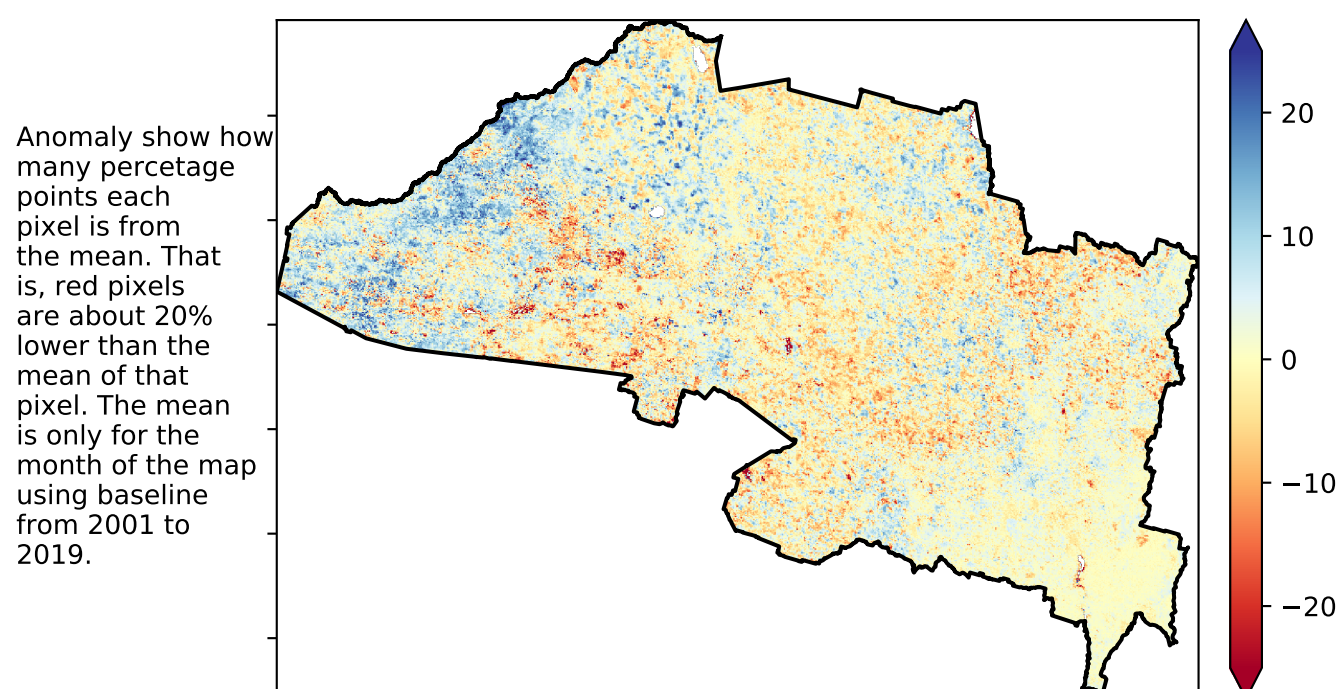 Anomaly show how
many percetage
points each
pixel is from
the mean. That
is, red pixels
are about 20%
lower than the
mean of that
pixel. The mean
is only for the
month of the map
using baseline
from 2001 to
2019.
20
10
0
−10
−20